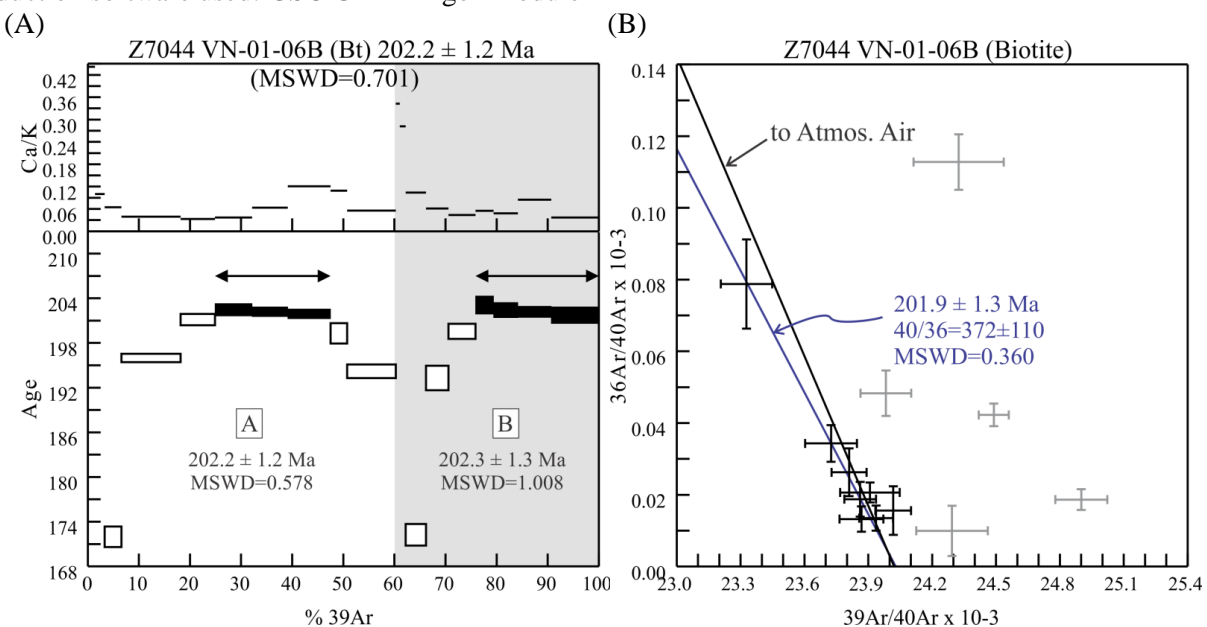 (A)
Z7044 VN-01-06B (Bt) 202.2 ± 1.2 Ma
(MSWD=0.701)
Ca/K
0.42
0.36
0.30
0.24
0.18
0.12
0.06
0.00
Age
210
204
198
192
186
180
174
168
A
202.2 ± 1.2 Ma
MSWD=0.578
B
202.3 ± 1.3 Ma
MSWD=1.008
0 10 20 30 40 50 60 70 80 90 100
% 39Ar
(B)
Z7044 VN-01-06B (Biotite)
36Ar/40Ar x 10-3
0.14
0.12
0.10
0.08
0.06
0.04
0.02
0.00
to Atmos. Air
201.9 ± 1.3 Ma
40/36=372±110
MSWD=0.360
23.0 23.3 23.6 23.9 24.2 24.5 24.8 25.1 25.4
39Ar/40Ar x 10-3